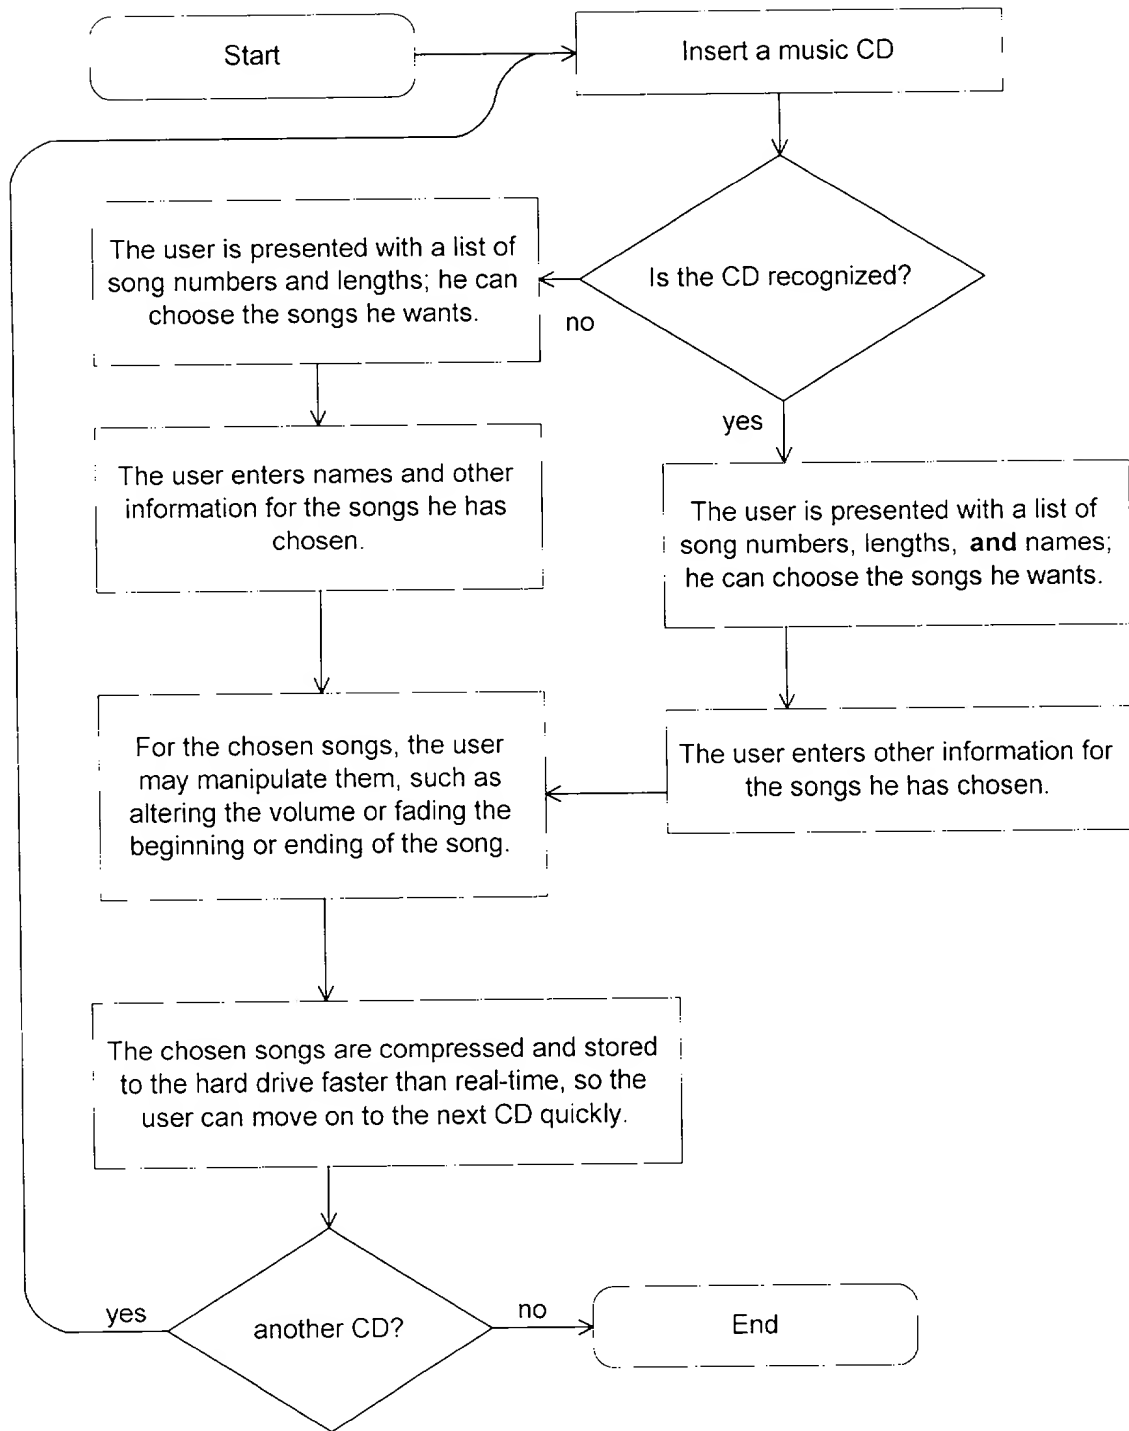 Start
Insert a music CD
Is the CD recognized?
no
yes
The user is presented with a list of
song numbers and lengths; he can
choose the songs he wants.
The user enters names and other
information for the songs he has
chosen.
The user is presented with a list of
song numbers, lengths, and names;
he can choose the songs he wants.
The user enters other information for
the songs he has chosen.
For the chosen songs, the user
may manipulate them, such as
altering the volume or fading the
beginning or ending of the song.
The chosen songs are compressed and stored
to the hard drive faster than real-time, so the
user can move on to the next CD quickly.
another CD?
yes
no
End